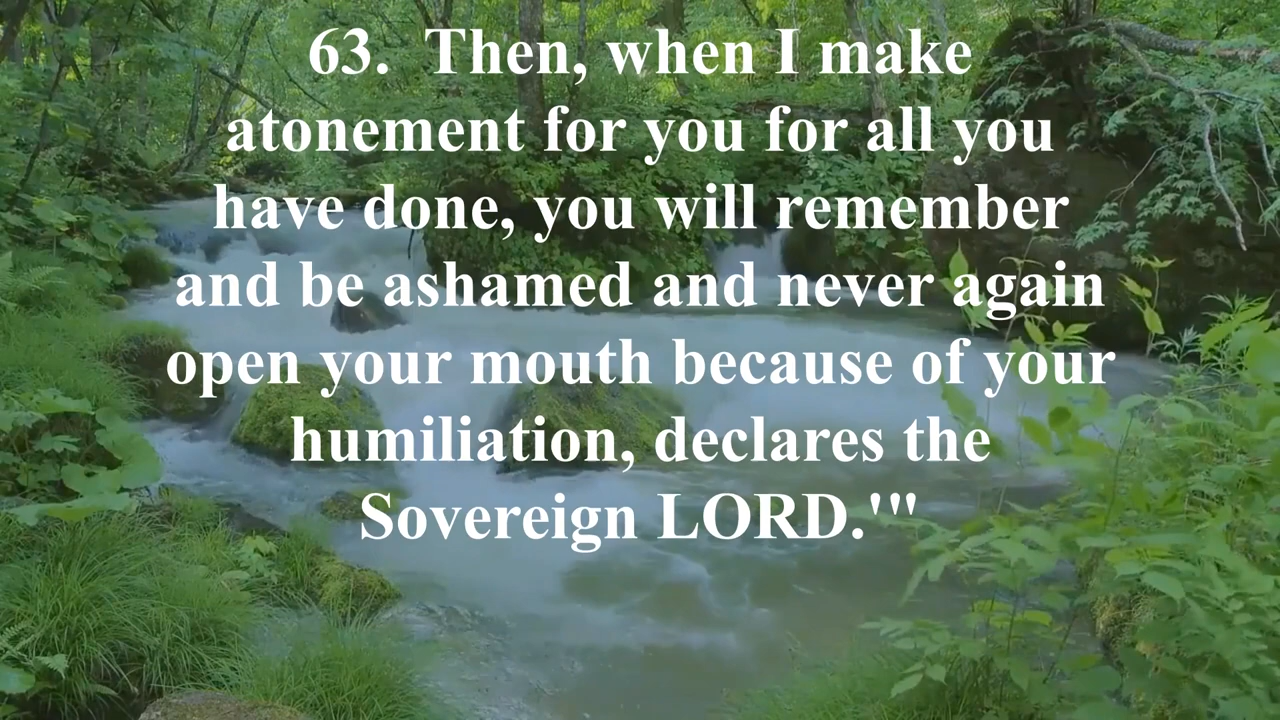 63.  Then, when I make
atonement for you for all you
have done, you will remember
and be ashamed and never again
open your mouth because of your
humiliation, declares the
Sovereign LORD.'"